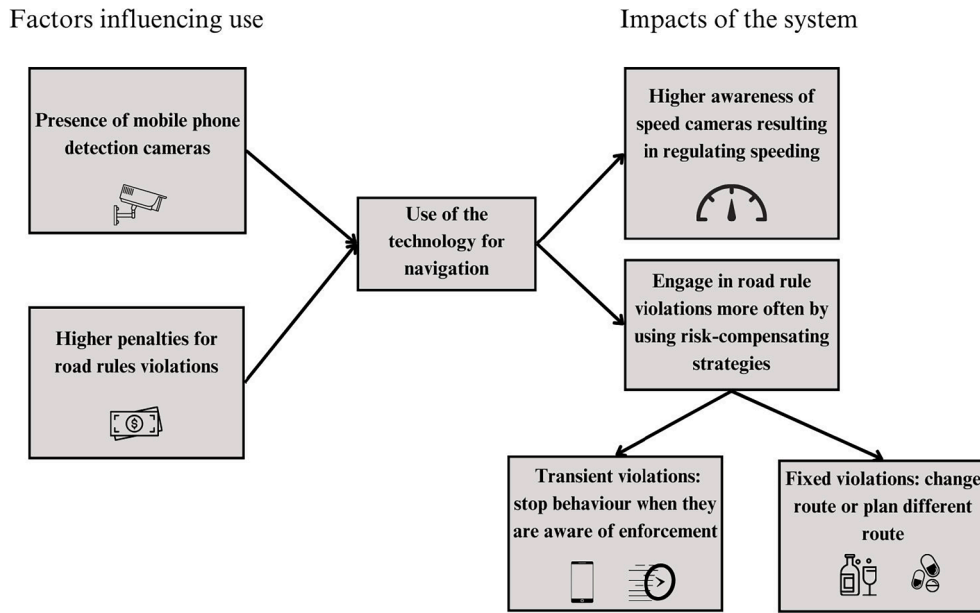 Factors influencing use
Impacts of the system
Presence of mobile phone
detection cameras
Higher penalties for
road rules violations
$
Use of the
technology for
navigation
Higher awareness of
speed cameras resulting
in regulating speeding
Engage in road rule
violations more often by
using risk-compensating
strategies
Transient violations:
stop behaviour when they
are aware of enforcement
Fixed violations: change
route or plan different
route